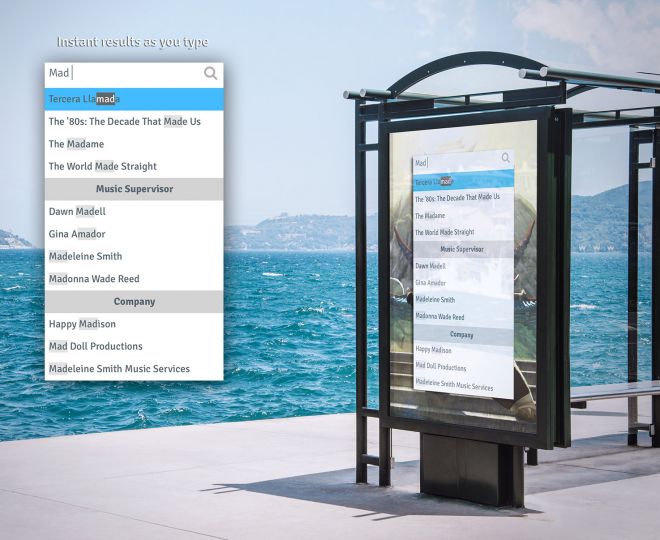 Instant results as you type
Mad
Tercera Llamada
The '80s: The Decade That Made Us
The Madame
The World Made Straight
Music Supervisor
Dawn Madell
Gina Amador
Madeleine Smith
Madonna Wade Reed
Company
Happy Madison
Mad Doll Productions
Madeleine Smith Music Services
Mad
Tercera Llamada
The '80s: The Decade That Made Us
The Madame
The World Made Straight
Music Supervisor
Dawn Madell
Gina Amador
Madeleine Smith
Madonna Wade Reed
Company
Happy Madison
Mad Doll Productions
Madeleine Smith Music Services